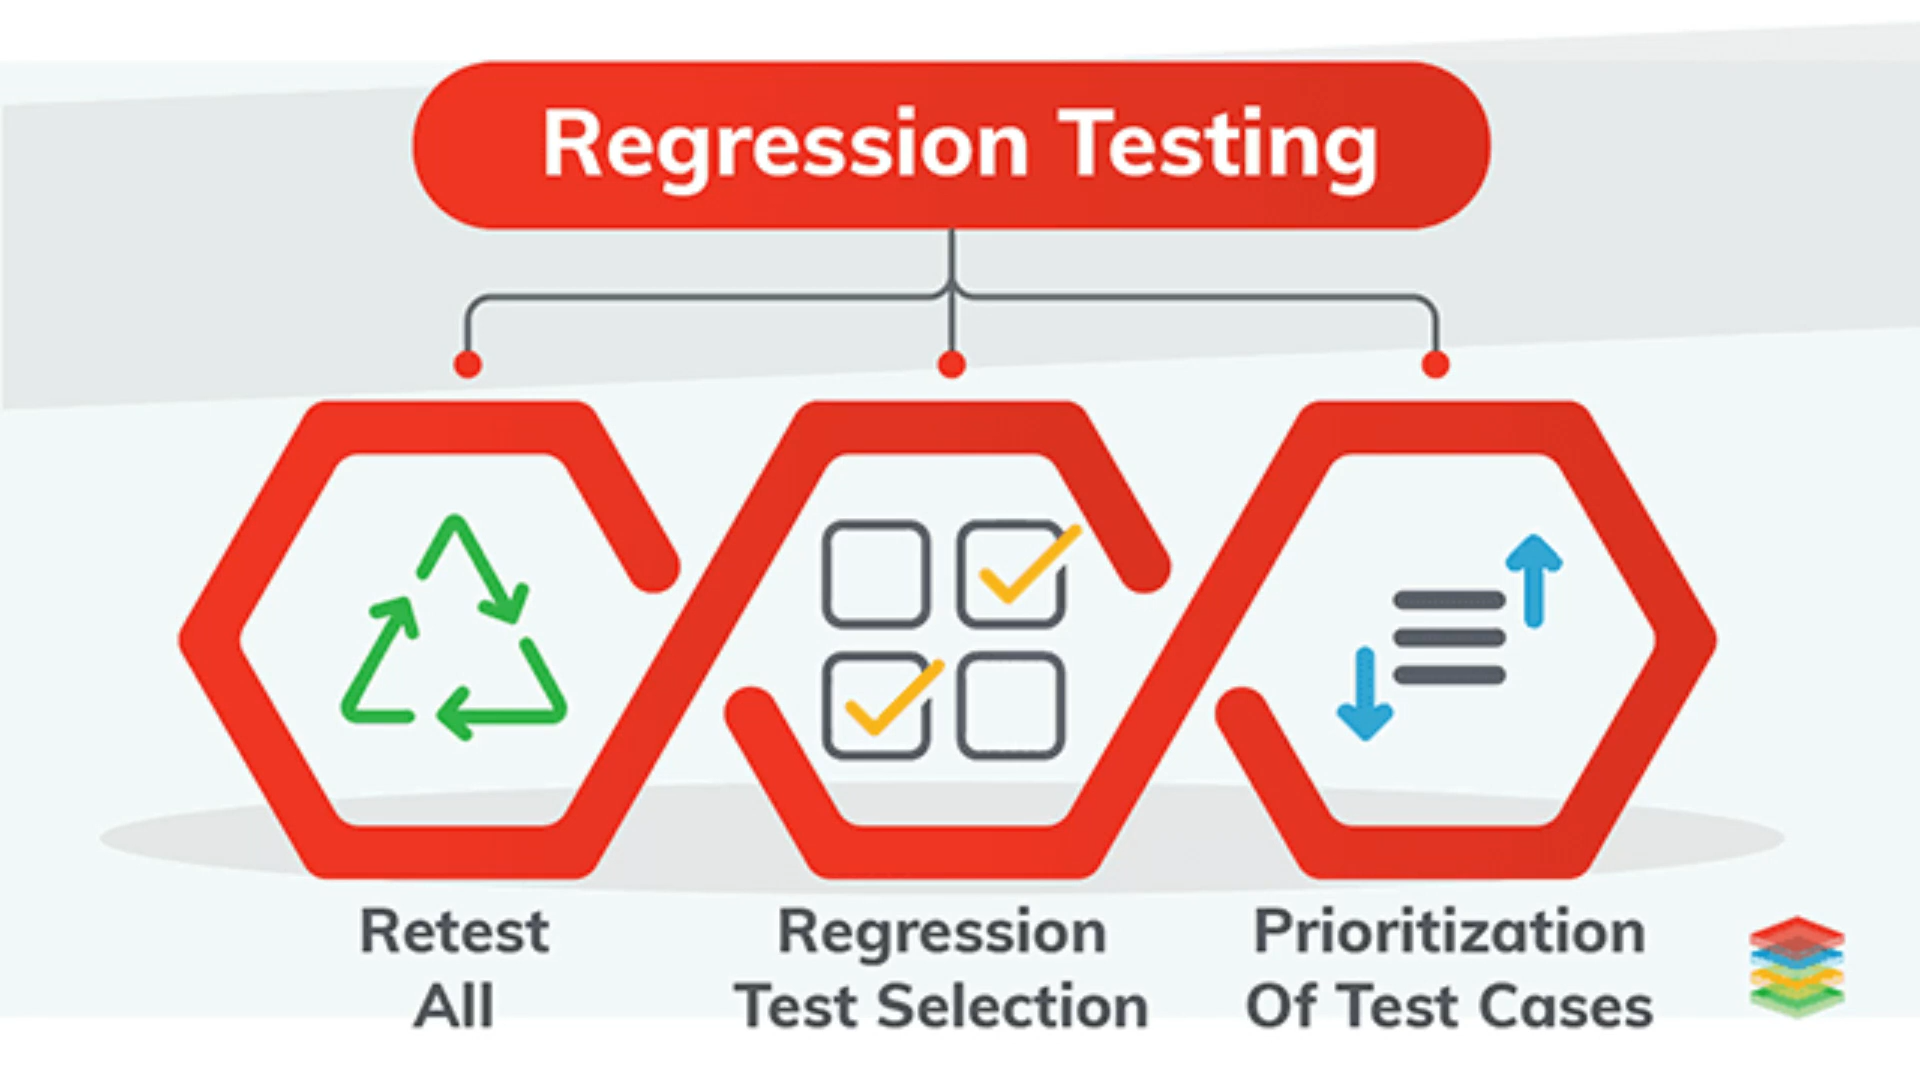 Regression Testing
Retest
All
Regression
Test Selection
Prioritization
Of Test Cases